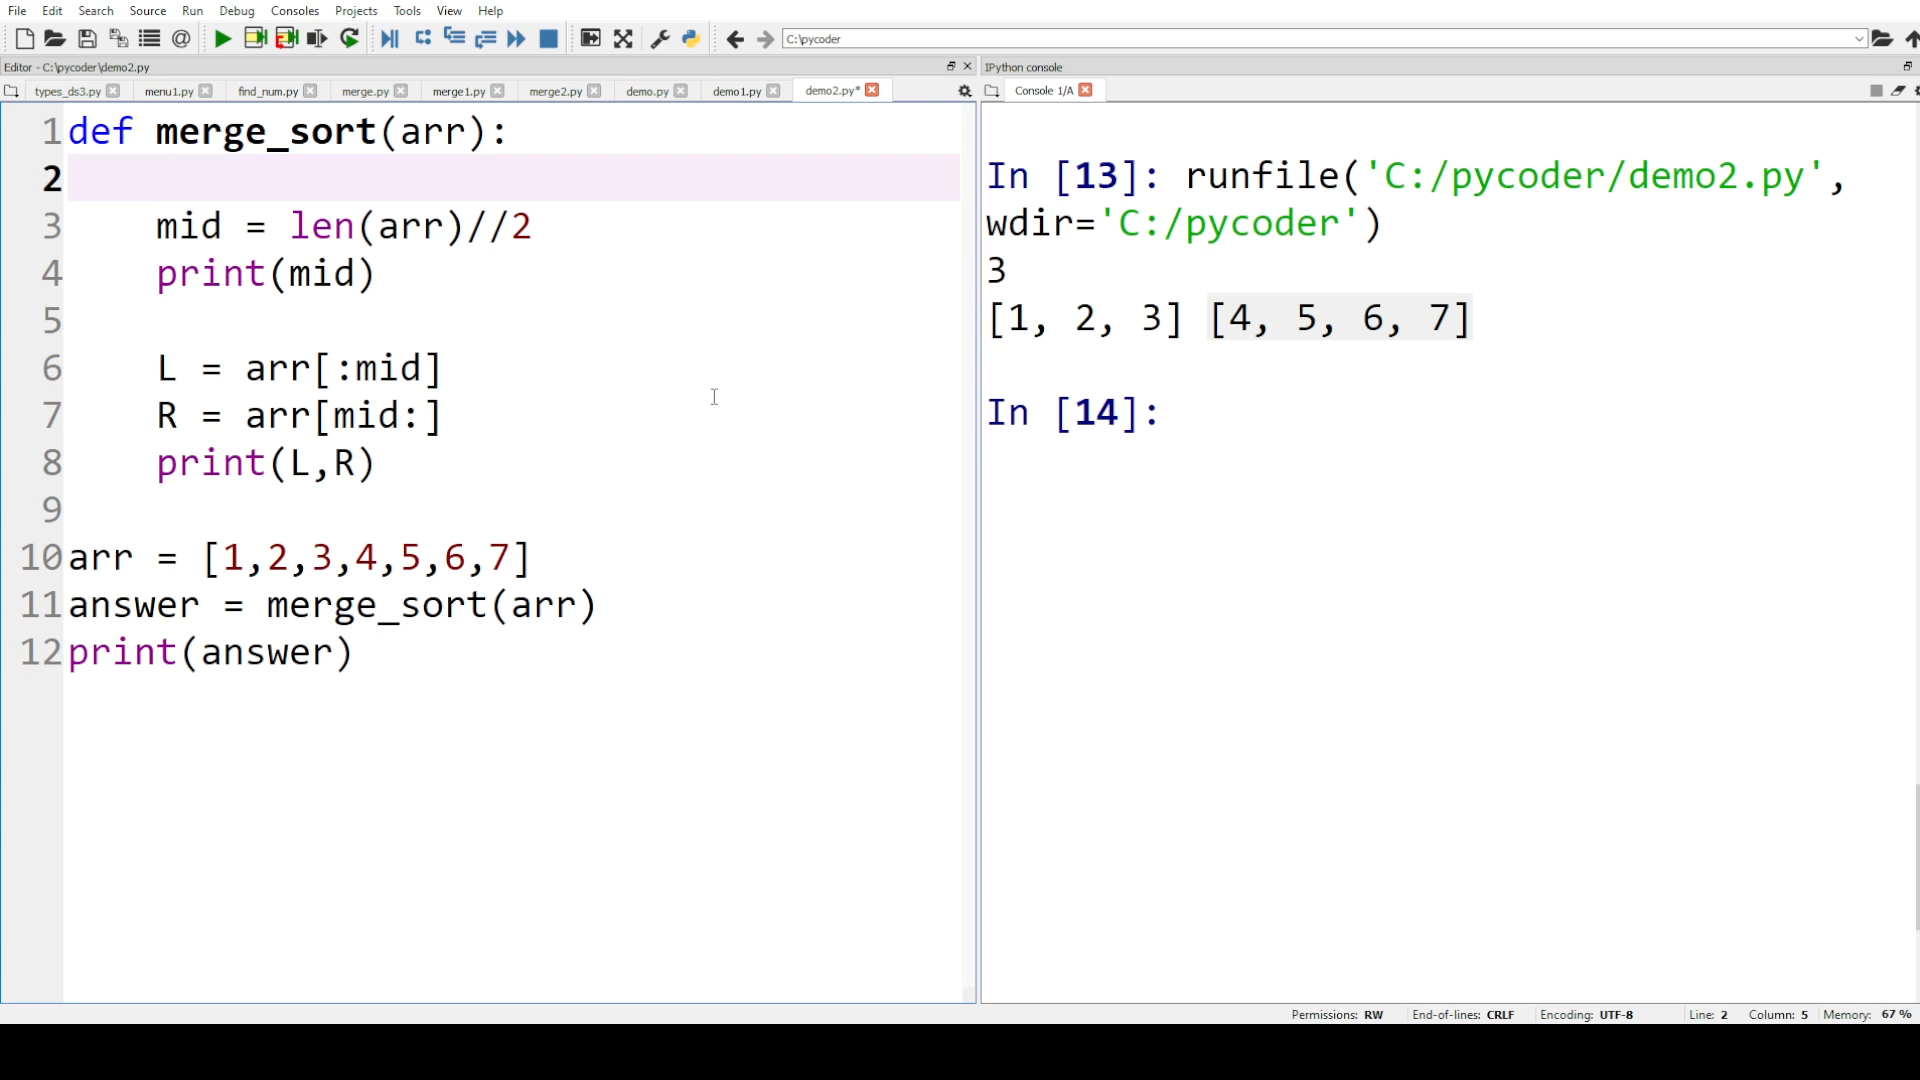 File Edit Search Source Run Debug Consoles Projects Tools View Help
C:\pycoder
Editor - C:\pycoder\demo2.py
types_ds3.py menu1.py find_num.py merge.py merge1.py merge2.py demo.py demo1.py demo2.py*
1 def merge_sort(arr):
2
3     mid = len(arr)//2
4     print(mid)
5
6     L = arr[:mid]
7     R = arr[mid:]
8     print(L,R)
9
10 arr = [1,2,3,4,5,6,7]
11 answer = merge_sort(arr)
12 print(answer)
IPython console
Console 1/A
In [13]: runfile('C:/pycoder/demo2.py',
wdir='C:/pycoder')
3
[1, 2, 3] [4, 5, 6, 7]
In [14]:
Permissions: RW End-of-lines: CRLF Encoding: UTF-8 Line: 2 Column: 5 Memory: 67 %